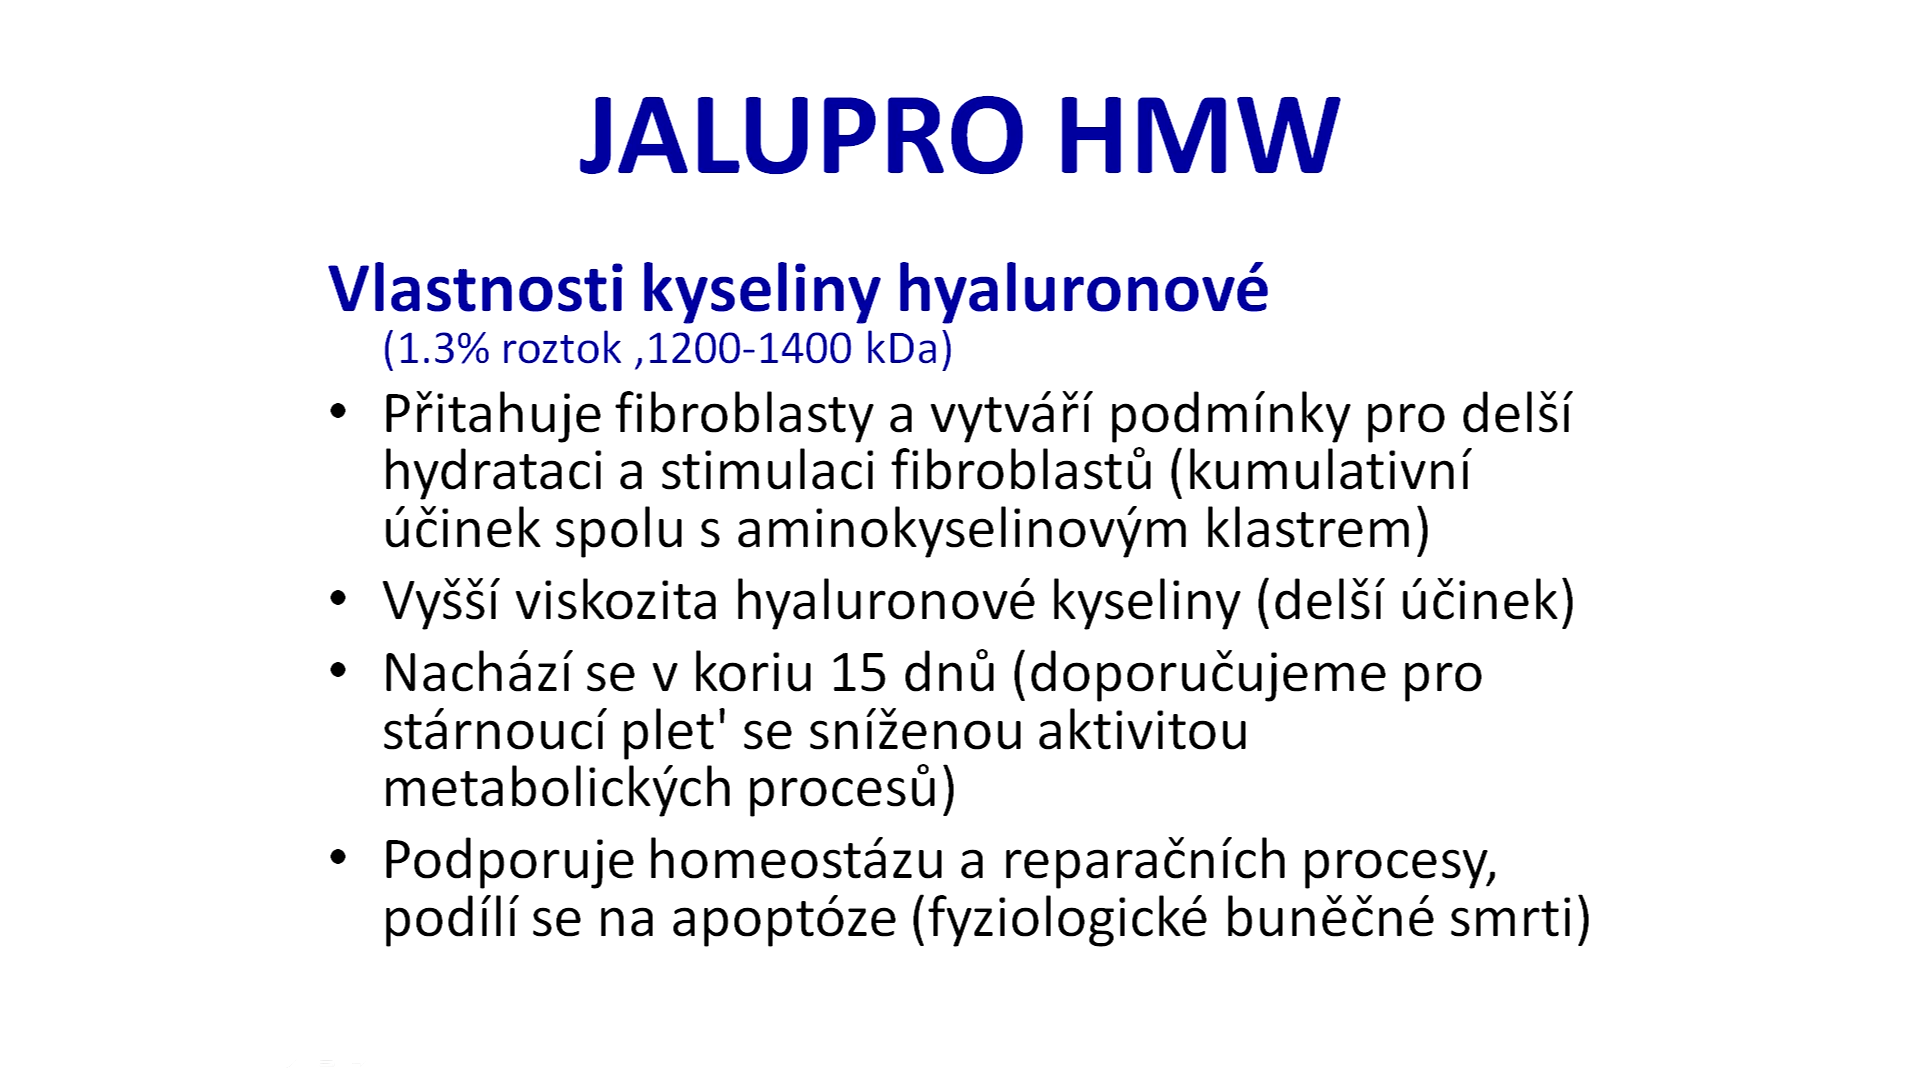 JALUPRO HMW
Vlastnosti kyseliny hyaluronové
(1.3% roztok ,1200-1400 kDa)
• Přitahuje fibroblasty a vytváří podmínky pro delší
hydrataci a stimulaci fibroblastů (kumulativní
účinek spolu s aminokyselinovým klastrem)
• Vyšší viskozita hyaluronové kyseliny (delší účinek)
• Nachází se v koriu 15 dnů (doporučujeme pro
stárnoucí plet' se sníženou aktivitou
metabolických procesů)
• Podporuje homeostázu a reparačních procesy,
podílí se na apoptóze (fyziologické buněčné smrti)